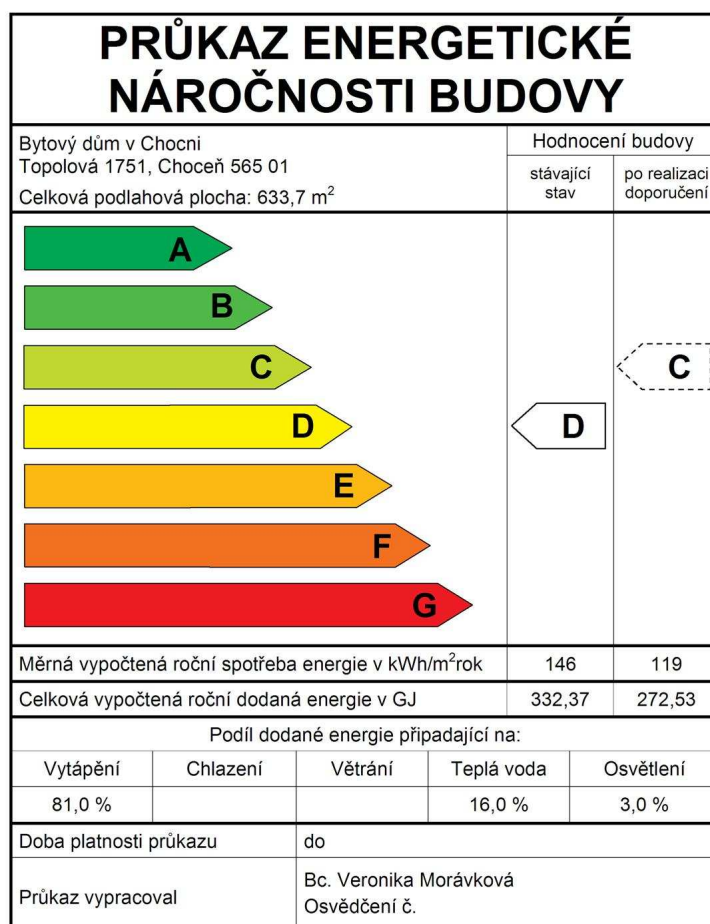 PRŮKAZ ENERGETICKÉ
NÁROČNOSTI BUDOVY
Bytový dům v Chocni
Topolová 1751, Choceň 565 01
Celková podlahová plocha: 633,7 m²
Hodnocení budovy
stávající
stav
po realizaci
doporučení
A
B
C
C
D
D
E
F
G
Měrná vypočtená roční spotřeba energie v kWh/m²rok 146 119
Celková vypočtená roční dodaná energie v GJ 332,37 272,53
Podíl dodané energie připadající na:
Vytápění Chlazení Větrání Teplá voda Osvětlení
81,0 % 16,0 % 3,0 %
Doba platnosti průkazu do
Průkaz vypracoval
Bc. Veronika Morávková
Osvědčení č.